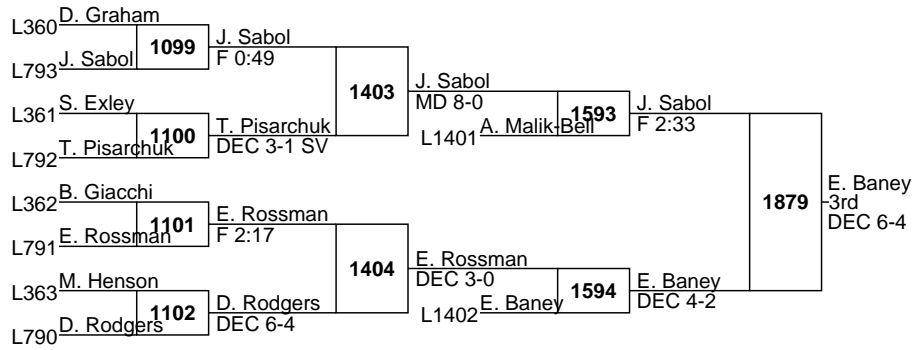 L360 D. Graham
1099 J. Sabol
F 0:49
L793 J. Sabol
1403 J. Sabol
MD 8-0
L361 S. Exley
1100 T. Pisarchuk
DEC 3-1 SV
L792 T. Pisarchuk
L1401 A. Malik-Bell
1593 J. Sabol
F 2:33
L362 B. Giacchi
1101 E. Rossman
F 2:17
L791 E. Rossman
1404 E. Rossman
DEC 3-0
L363 M. Henson
1102 D. Rodgers
DEC 6-4
L790 D. Rodgers
L1402 E. Baney
1594 E. Baney
DEC 4-2
1879 E. Baney
3rd
DEC 6-4